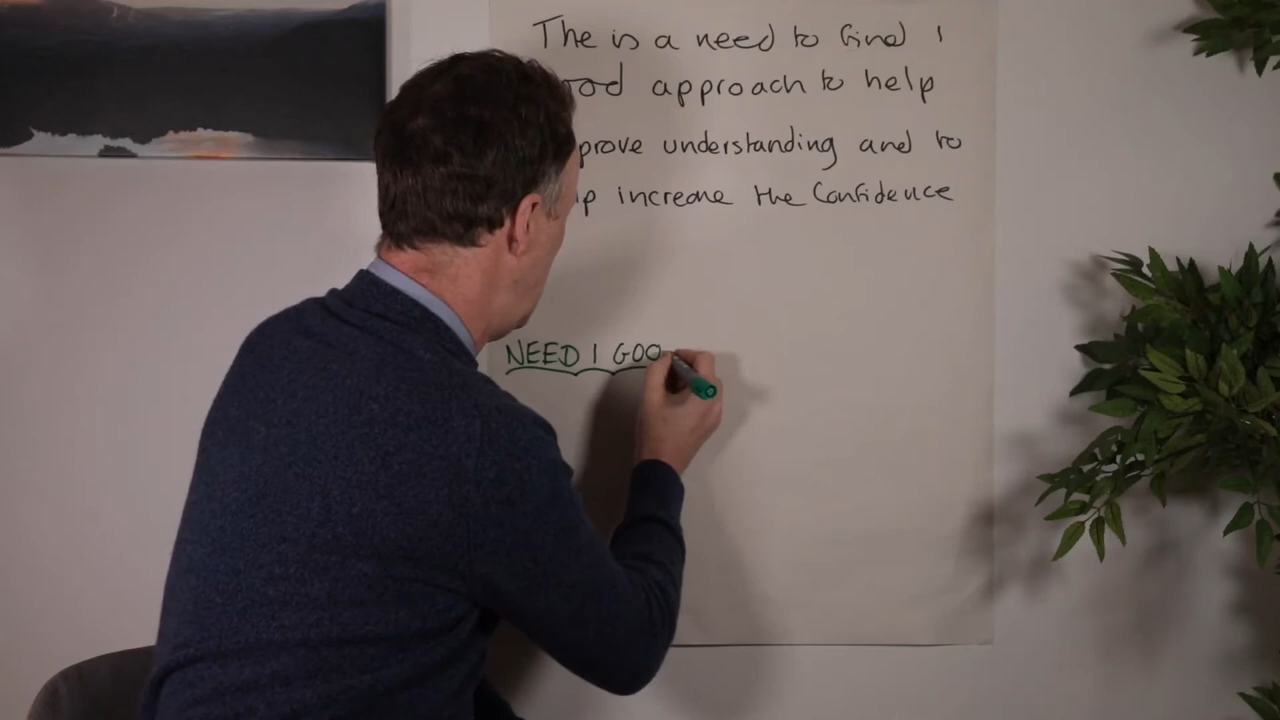 The is a need to find 1
ood approach to help
prove understanding and to
p increase the Confidence
NEED 1 GOO